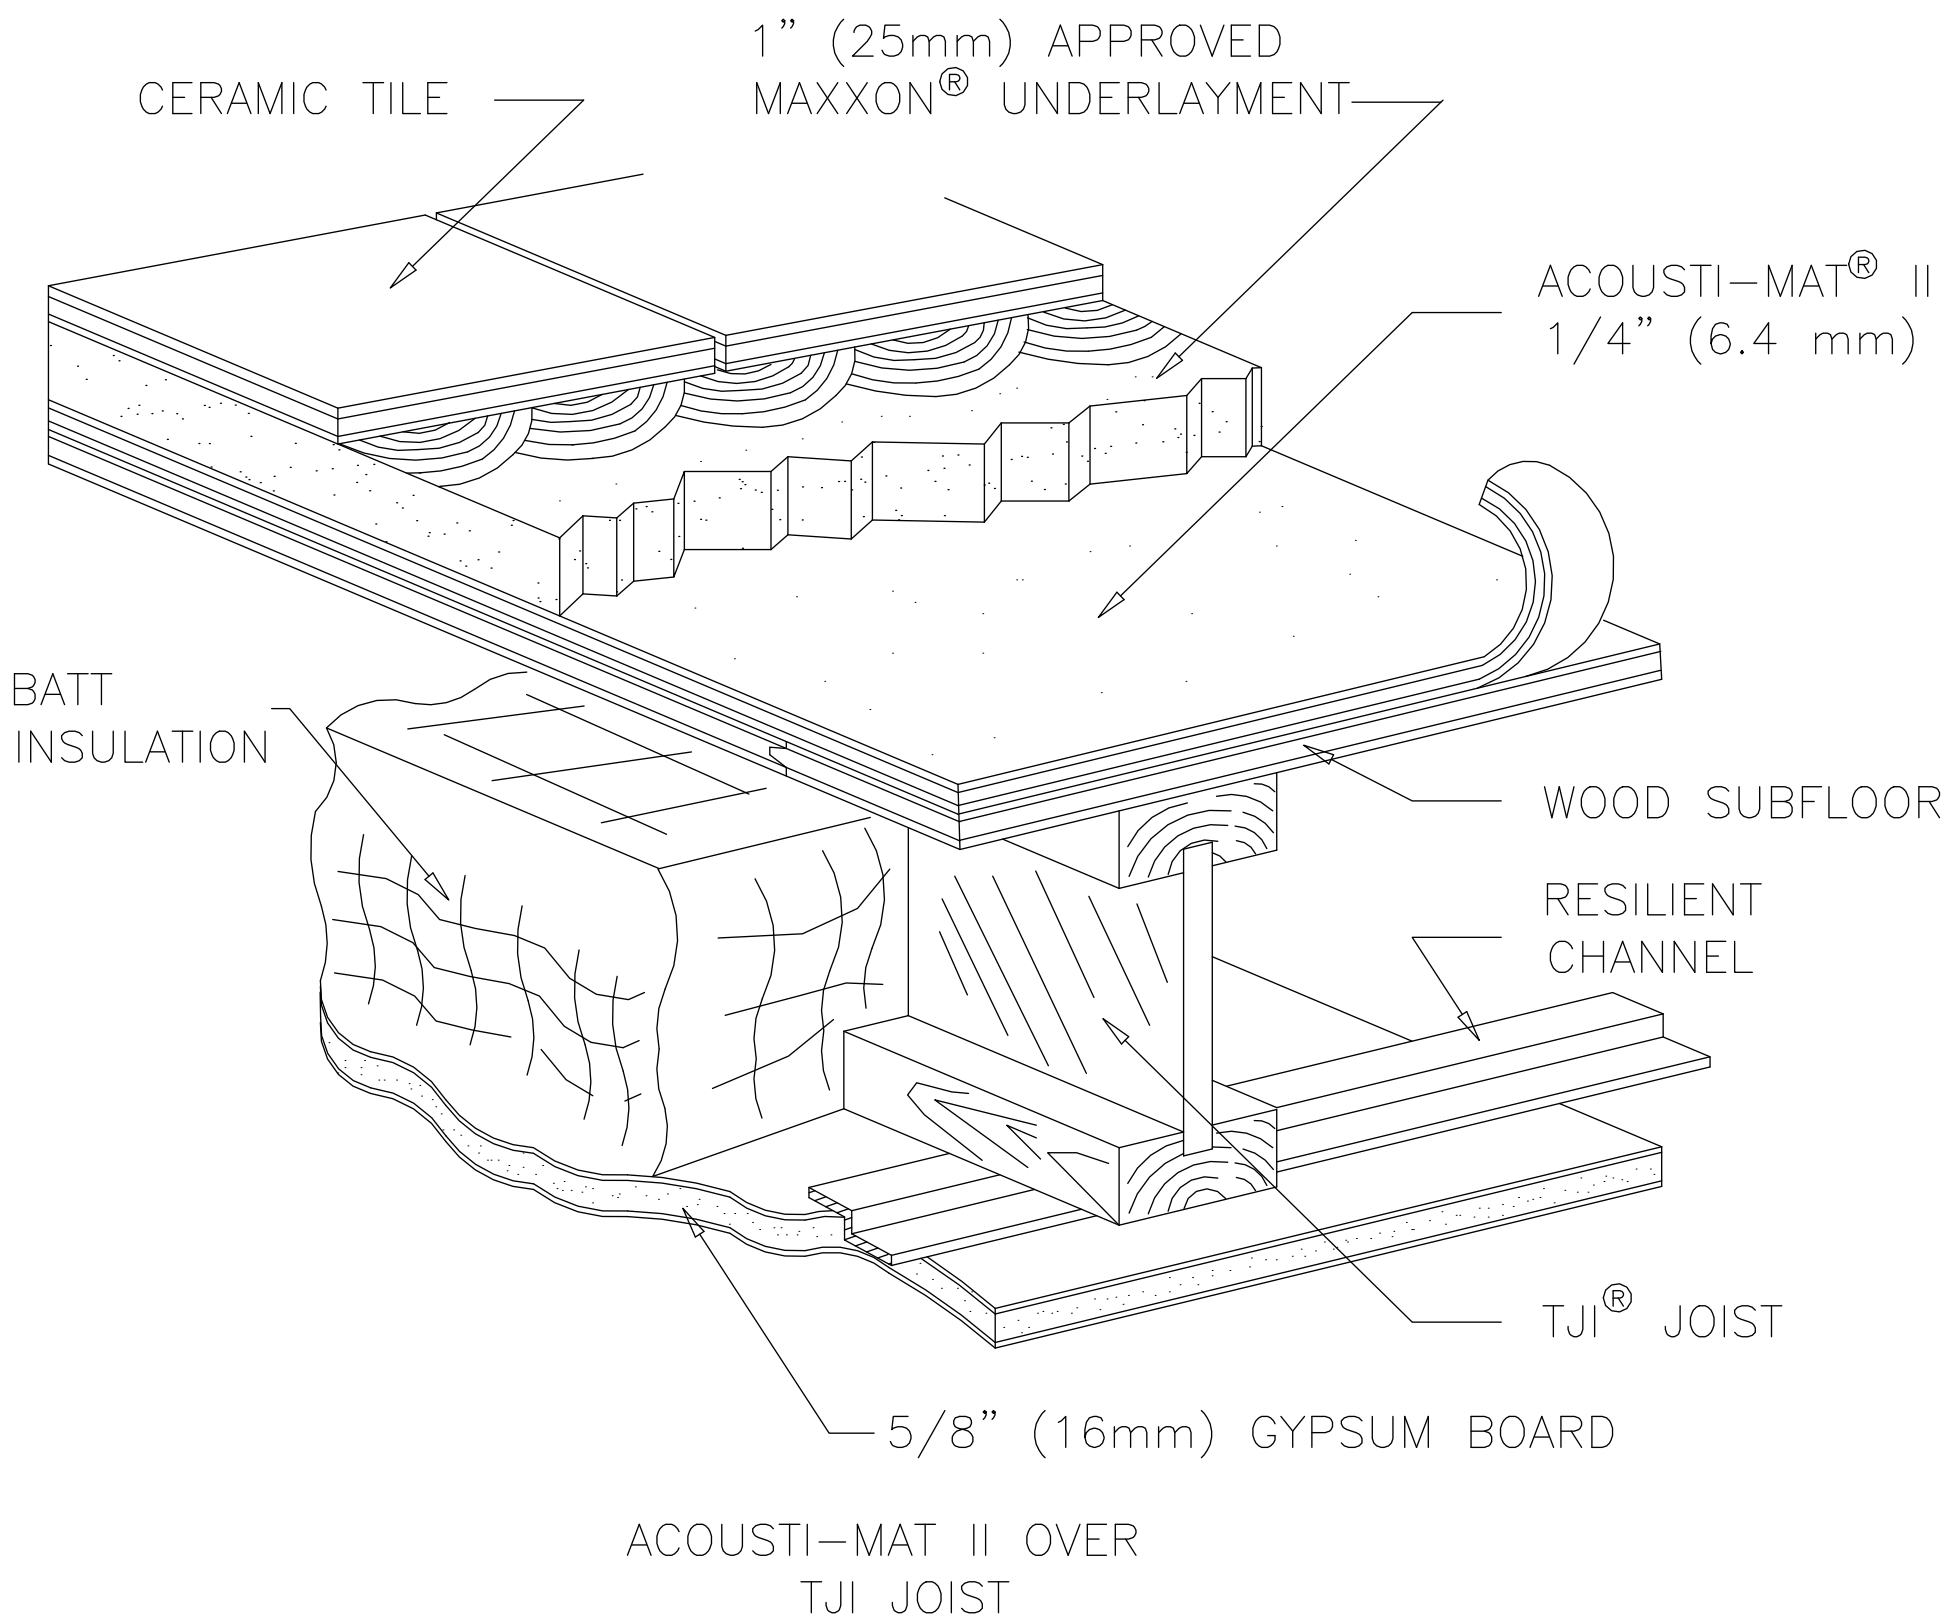 1” (25mm) APPROVED
MAXXON® UNDERLAYMENT
CERAMIC TILE
ACOUSTI-MAT® II
1/4” (6.4 mm)
BATT
INSULATION
WOOD SUBFLOOR
RESILIENT
CHANNEL
TJI® JOIST
5/8” (16mm) GYPSUM BOARD
ACOUSTI-MAT II OVER
TJI JOIST